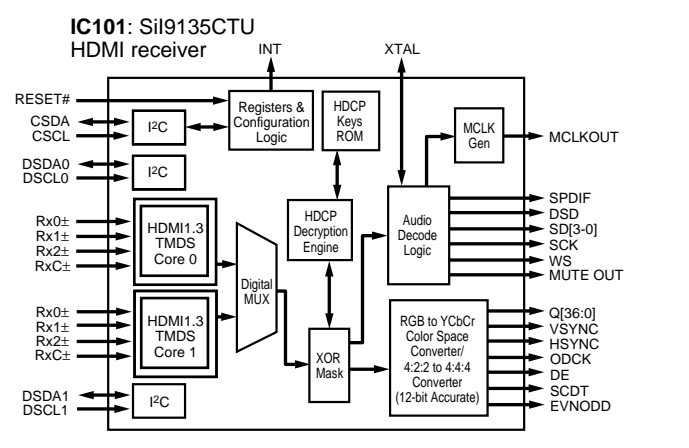 IC101: SiI9135CTU
HDMI receiver
INT
XTAL
RESET#
CSDA
CSCL
I²C
Registers &
Configuration
Logic
HDCP
Keys
ROM
MCLK
Gen
MCLKOUT
DSDA0
DSCL0
I²C
Rx0±
Rx1±
Rx2±
RxC±
HDMI1.3
TMDS
Core 0
Digital
MUX
HDCP
Decryption
Engine
Audio
Decode
Logic
SPDIF
DSD
SD[3-0]
SCK
WS
MUTE OUT
Rx0±
Rx1±
Rx2±
RxC±
HDMI1.3
TMDS
Core 1
XOR
Mask
RGB to YCbCr
Color Space
Converter/
4:2:2 to 4:4:4
Converter
(12-bit Accurate)
Q[36:0]
VSYNC
HSYNC
ODCK
DE
SCDT
EVNODD
DSDA1
DSCL1
I²C